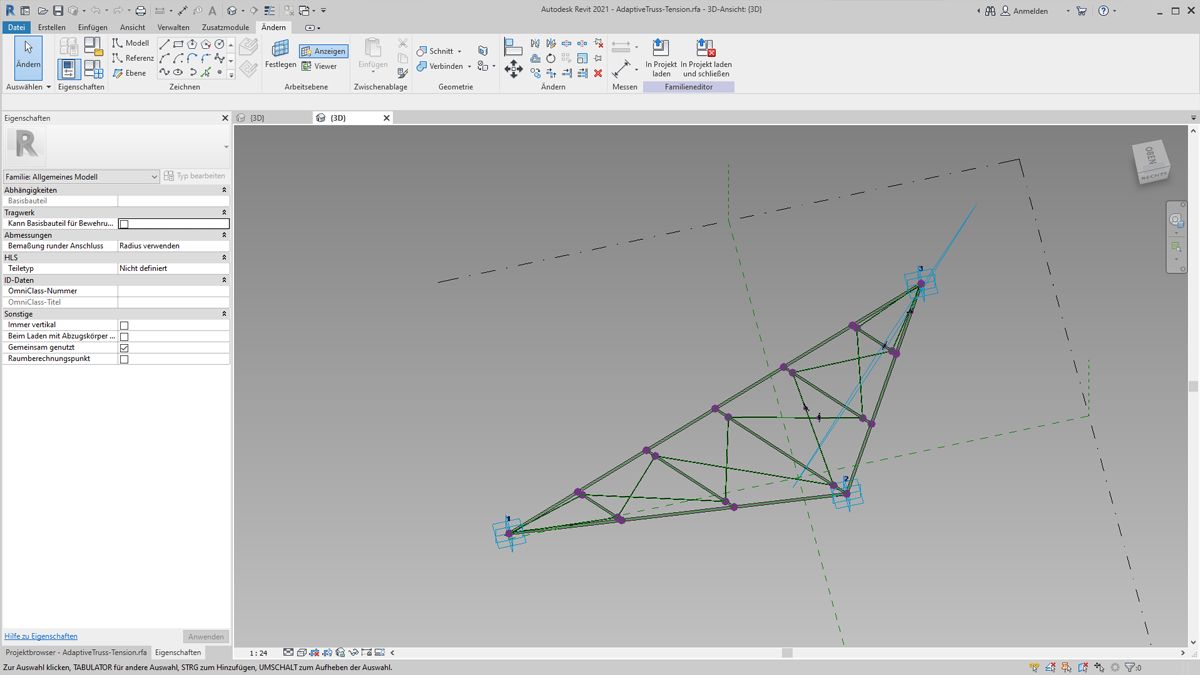 Autodesk Revit 2021 - AdaptiveTruss-Tension.rfa - 3D-Ansicht: {3D}
Anmelden
Datei Erstellen Einfügen Ansicht Verwalten Zusatzmodule Ändern
Ändern
Modell
Referenz
Ebene
Festlegen
Anzeigen
Viewer
Einfügen
Schnitt
Verbinden
In Projekt laden
In Projekt laden und schließen
Auswählen Eigenschaften Zeichnen Arbeitsebene Zwischenablage Geometrie Ändern Messen Familieneditor
Eigenschaften
{3D} {3D}
R
Familie: Allgemeines Modell Typ bearbeiten
Abhängigkeiten
Basisbauteil
Tragwerk
Kann Basisbauteil für Bewehru...
Abmessungen
Bemaßung runder Anschluss Radius verwenden
HLS
Teiletyp Nicht definiert
ID-Daten
OmniClass-Nummer
OmniClass-Titel
Sonstige
Immer vertikal
Beim Laden mit Abzugskörper ...
Gemeinsam genutzt
Raumberechnungspunkt
OBEN
RECHTS
3
2
1
Hilfe zu Eigenschaften Anwenden
Projektbrowser - AdaptiveTruss-Tension.rfa Eigenschaften
1 : 24
Zur Auswahl klicken, TABULATOR für andere Auswahl, STRG zum Hinzufügen, UMSCHALT zum Aufheben der Auswahl.
:0